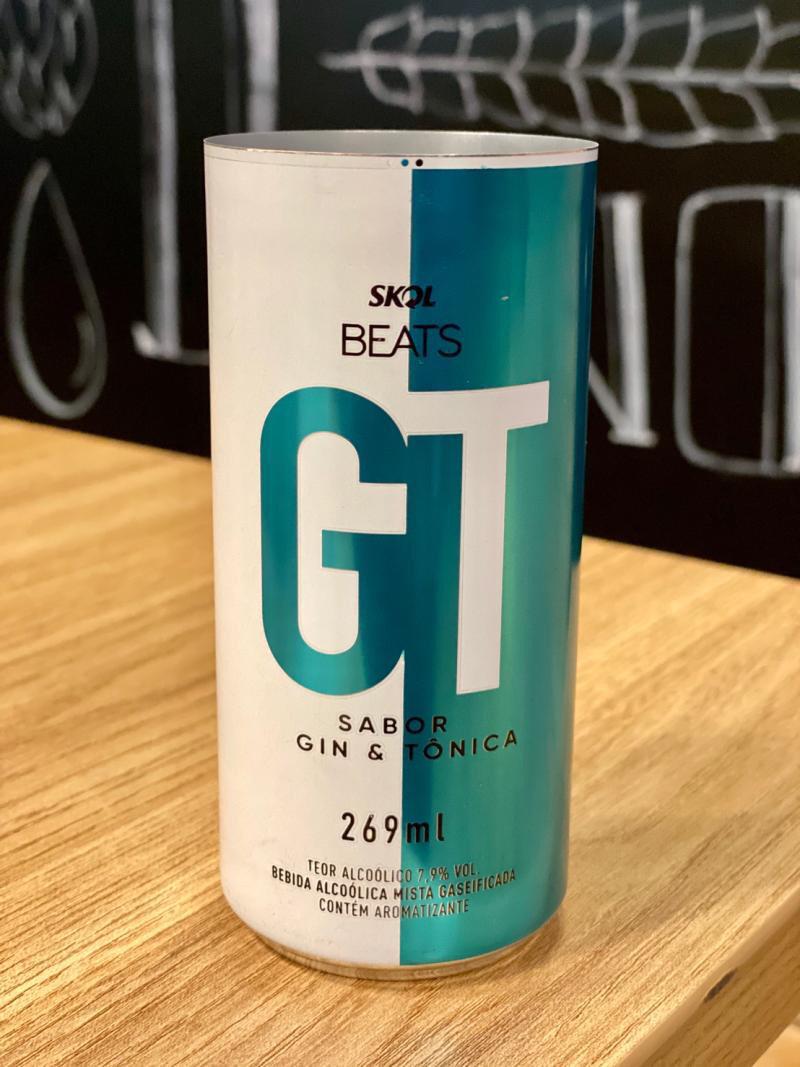 SKOL
BEATS
GT
SABOR
GIN & TÔNICA
269ml
TEOR ALCOÓLICO 7,9% VOL.
BEBIDA ALCOÓLICA MISTA GASEIFICADA
CONTÉM AROMATIZANTE